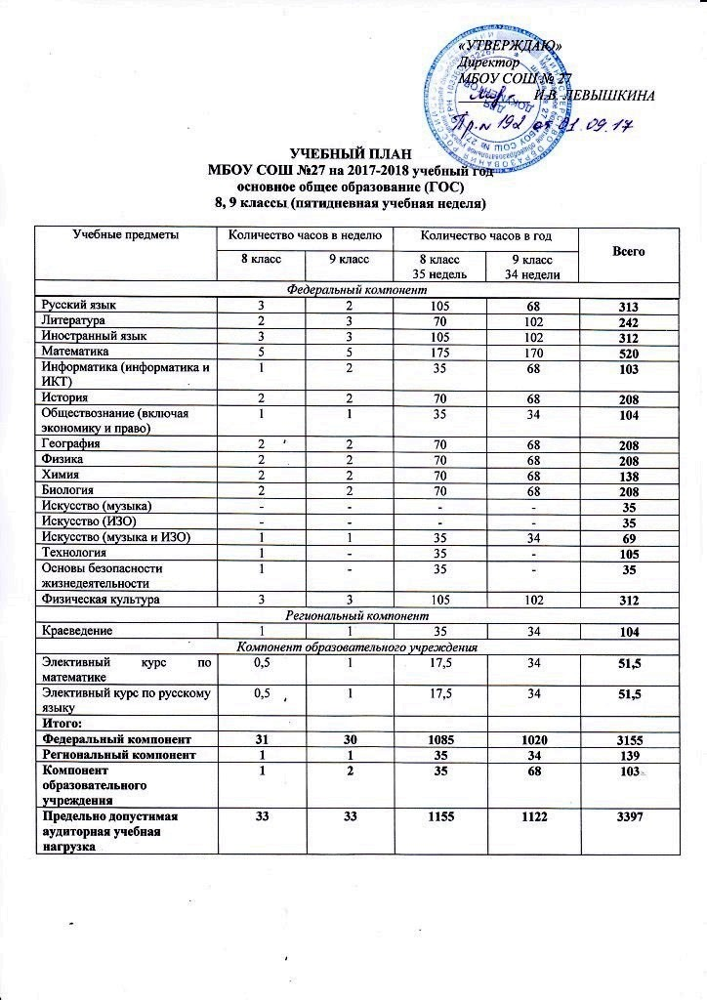 «УТВЕРЖДАЮ»
Директор
МБОУ СОШ № 27
И.В. ЛЕВЫШКИНА
Пр. № 192 от 01.09.17
ДЛЯ
ДОКУМЕНТОВ
УЧЕБНЫЙ ПЛАН
МБОУ СОШ №27 на 2017-2018 учебный год
основное общее образование (ГОС)
8, 9 классы (пятидневная учебная неделя)
Учебные предметы Количество часов в неделю Количество часов в год Всего
8 класс 9 класс 8 класс 9 класс
35 недель 34 недели
Федеральный компонент
Русский язык 3 2 105 68 313
Литература 2 3 70 102 242
Иностранный язык 3 3 105 102 312
Математика 5 5 175 170 520
Информатика (информатика и 1 2 35 68 103
ИКТ)
История 2 2 70 68 208
Обществознание (включая 1 1 35 34 104
экономику и право)
География 2 2 70 68 208
Физика 2 2 70 68 208
Химия 2 2 70 68 138
Биология 2 2 70 68 208
Искусство (музыка) - - - - 35
Искусство (ИЗО) - - - - 35
Искусство (музыка и ИЗО) 1 1 35 34 69
Технология 1 - 35 - 105
Основы безопасности 1 - 35 - 35
жизнедеятельности
Физическая культура 3 3 105 102 312
Региональный компонент
Краеведение 1 1 35 34 104
Компонент образовательного учреждения
Элективный курс по 0,5 1 17,5 34 51,5
математике
Элективный курс по русскому 0,5 1 17,5 34 51,5
языку
Итого:
Федеральный компонент 31 30 1085 1020 3155
Региональный компонент 1 1 35 34 139
Компонент 1 2 35 68 103
образовательного
учреждения
Предельно допустимая 33 33 1155 1122 3397
аудиторная учебная
нагрузка